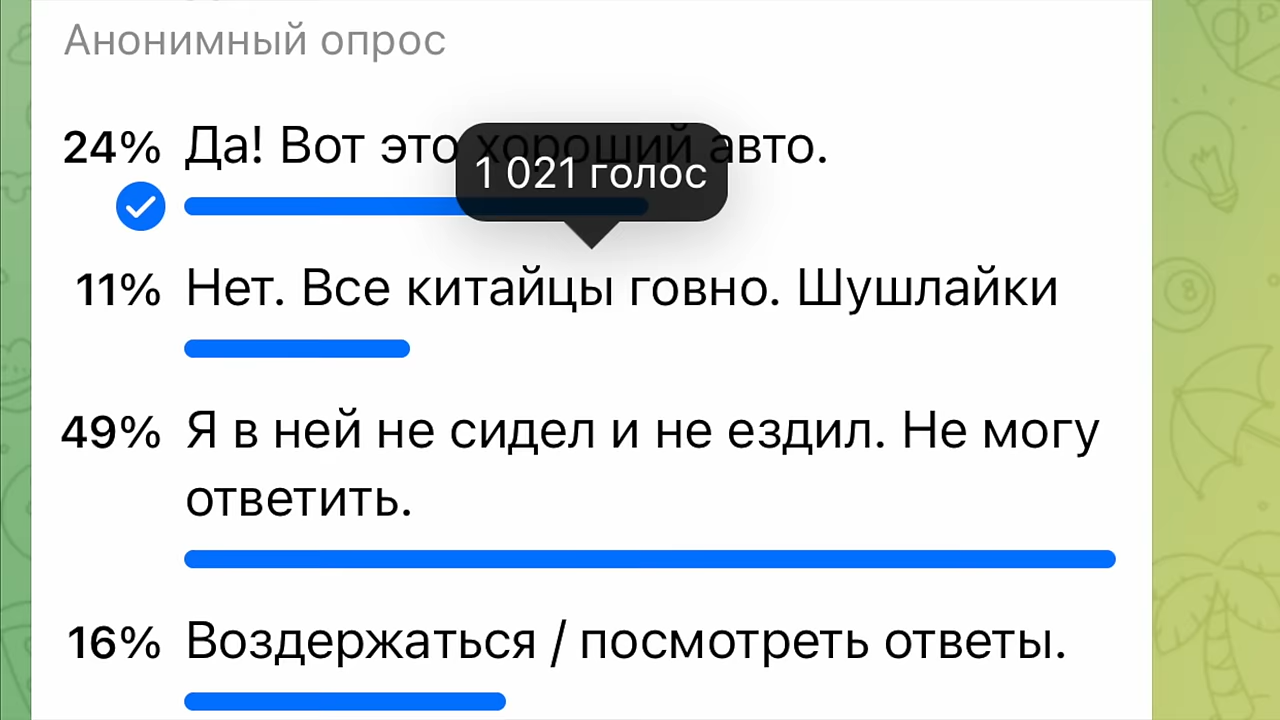 Анонимный опрос
24% Да! Вот это хороший авто.
1 021 голос
11% Нет. Все китайцы говно. Шушлайки
49% Я в ней не сидел и не ездил. Не могу
ответить.
16% Воздержаться / посмотреть ответы.